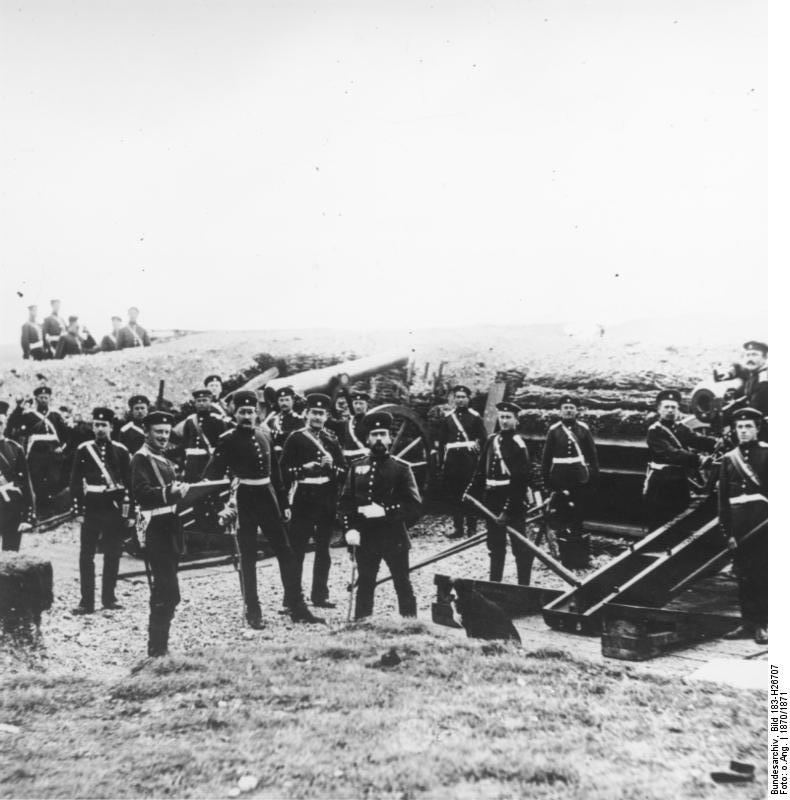 Bundesarchiv, Bild 183-H26707
Foto: o.Ang. | 1870/1871